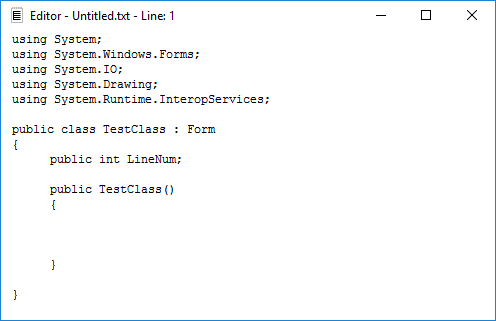 Editor - Untitled.txt - Line: 1
using System;
using System.Windows.Forms;
using System.IO;
using System.Drawing;
using System.Runtime.InteropServices;
public class TestClass : Form
{
public int LineNum;
public TestClass()
{
}
}